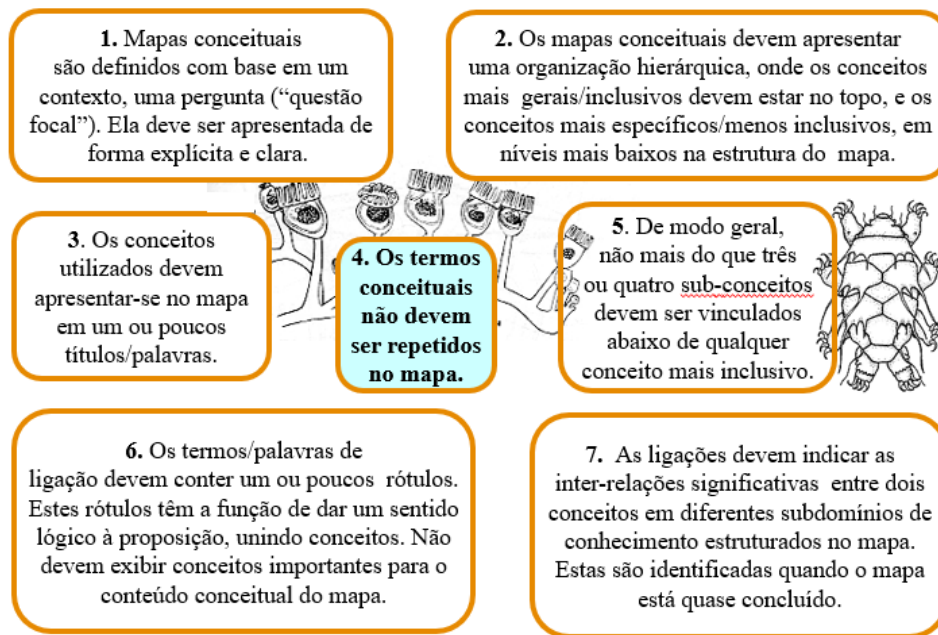 1. Mapas conceituais
são definidos com base em um
contexto, uma pergunta (“questão
focal”). Ela deve ser apresentada de
forma explícita e clara.
2. Os mapas conceituais devem apresentar
uma organização hierárquica, onde os conceitos
mais gerais/inclusivos devem estar no topo, e os
conceitos mais específicos/menos inclusivos, em
níveis mais baixos na estrutura do mapa.
3. Os conceitos
utilizados devem
apresentar-se no mapa
em um ou poucos
títulos/palavras.
4. Os termos
conceituais
não devem
ser repetidos
no mapa.
5. De modo geral,
não mais do que três
ou quatro sub-conceitos
devem ser vinculados
abaixo de qualquer
conceito mais inclusivo.
6. Os termos/palavras de
ligação devem conter um ou poucos rótulos.
Estes rótulos têm a função de dar um sentido
lógico à proposição, unindo conceitos. Não
devem exibir conceitos importantes para o
conteúdo conceitual do mapa.
7. As ligações devem indicar as
inter-relações significativas entre dois
conceitos em diferentes subdomínios de
conhecimento estruturados no mapa.
Estas são identificadas quando o mapa
está quase concluído.